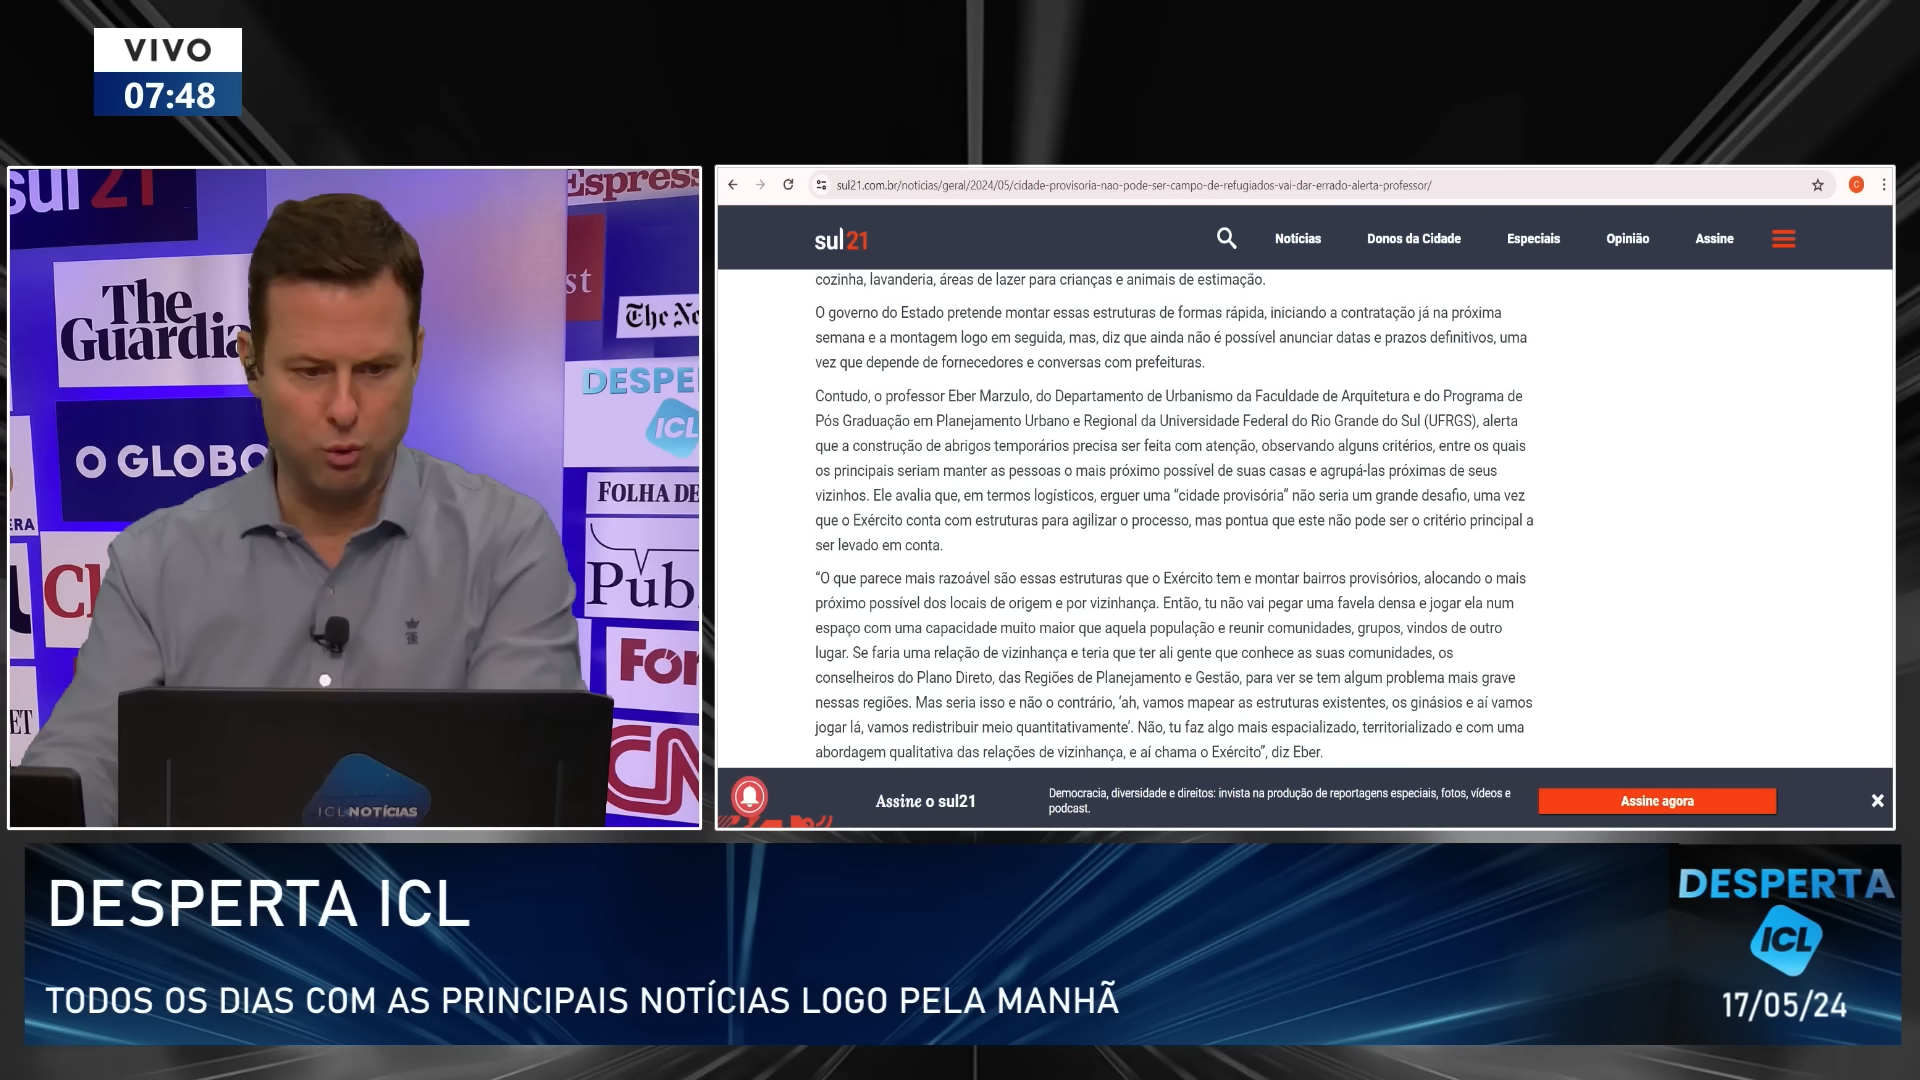 VIVO
07:48
sul21
Espress
The
Guardia
st
The Ne
DESPE
ICL
O GLOBO
FOLHA DE
ERA
Pub
For
ET
CN
ICL NOTÍCIAS
sul21.com.br/noticias/geral/2024/05/cidade-provisoria-nao-pode-ser-campo-de-refugiados-vai-dar-errado-alerta-professor/
C
sul21
Notícias
Donos da Cidade
Especiais
Opinião
Assine
cozinha, lavanderia, áreas de lazer para crianças e animais de estimação.
O governo do Estado pretende montar essas estruturas de formas rápida, iniciando a contratação já na próxima
semana e a montagem logo em seguida, mas, diz que ainda não é possível anunciar datas e prazos definitivos, uma
vez que depende de fornecedores e conversas com prefeituras.
Contudo, o professor Eber Marzulo, do Departamento de Urbanismo da Faculdade de Arquitetura e do Programa de
Pós Graduação em Planejamento Urbano e Regional da Universidade Federal do Rio Grande do Sul (UFRGS), alerta
que a construção de abrigos temporários precisa ser feita com atenção, observando alguns critérios, entre os quais
os principais seriam manter as pessoas o mais próximo possível de suas casas e agrupá-las próximas de seus
vizinhos. Ele avalia que, em termos logísticos, erguer uma “cidade provisória” não seria um grande desafio, uma vez
que o Exército conta com estruturas para agilizar o processo, mas pontua que este não pode ser o critério principal a
ser levado em conta.
“O que parece mais razoável são essas estruturas que o Exército tem e montar bairros provisórios, alocando o mais
próximo possível dos locais de origem e por vizinhança. Então, tu não vai pegar uma favela densa e jogar ela num
espaço com uma capacidade muito maior que aquela população e reunir comunidades, grupos, vindos de outro
lugar. Se faria uma relação de vizinhança e teria que ter ali gente que conhece as suas comunidades, os
conselheiros do Plano Direto, das Regiões de Planejamento e Gestão, para ver se tem algum problema mais grave
nessas regiões. Mas seria isso e não o contrário, ‘ah, vamos mapear as estruturas existentes, os ginásios e aí vamos
jogar lá, vamos redistribuir meio quantitativamente’. Não, tu faz algo mais espacializado, territorializado e com uma
abordagem qualitativa das relações de vizinhança, e aí chama o Exército”, diz Eber.
Assine o sul21
Democracia, diversidade e direitos: invista na produção de reportagens especiais, fotos, vídeos e
podcast.
Assine agora
DESPERTA ICL
TODOS OS DIAS COM AS PRINCIPAIS NOTÍCIAS LOGO PELA MANHÃ
DESPERTA
ICL
17/05/24